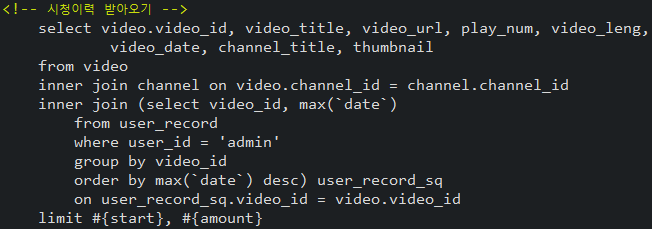 <!-- 시청이력 받아오기 -->
select video.video_id, video_title, video_url, play_num, video_leng,
video_date, channel_title, thumbnail
from video
inner join channel on video.channel_id = channel.channel_id
inner join (select video_id, max(`date`)
from user_record
where user_id = 'admin'
group by video_id
order by max(`date`) desc) user_record_sq
on user_record_sq.video_id = video.video_id
limit #{start}, #{amount}